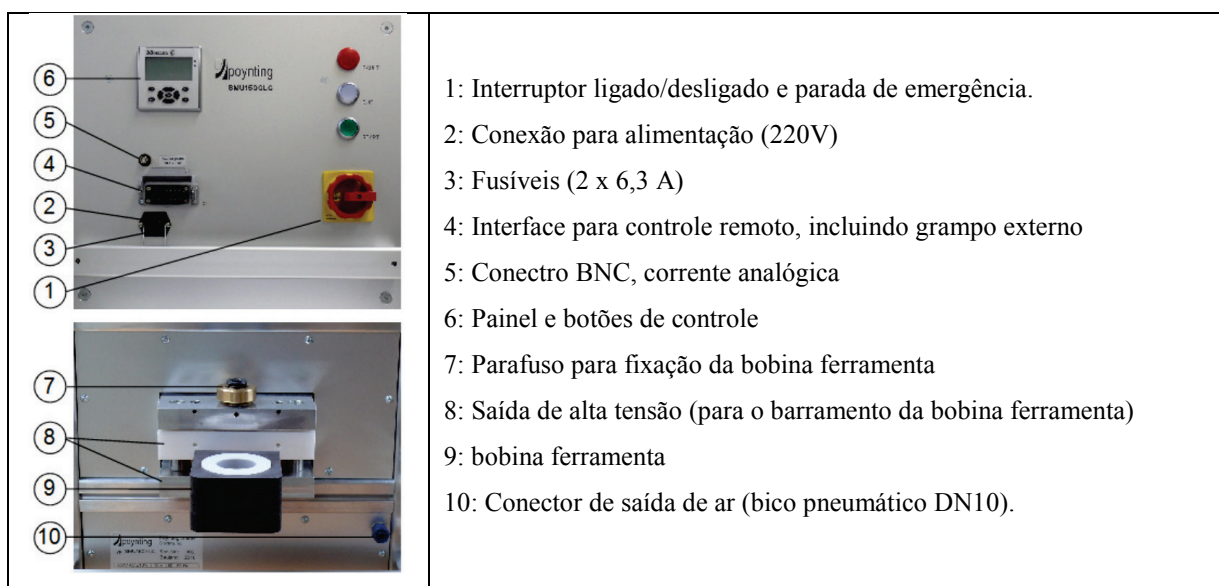 6
5
4
2
3
1
poynting
7
8
9
10
poynting
1: Interruptor ligado/desligado e parada de emergência.
2: Conexão para alimentação (220V)
3: Fusíveis (2 x 6,3 A)
4: Interface para controle remoto, incluindo grampo externo
5: Conectro BNC, corrente analógica
6: Painel e botões de controle
7: Parafuso para fixação da bobina ferramenta
8: Saída de alta tensão (para o barramento da bobina ferramenta)
9: bobina ferramenta
10: Conector de saída de ar (bico pneumático DN10).